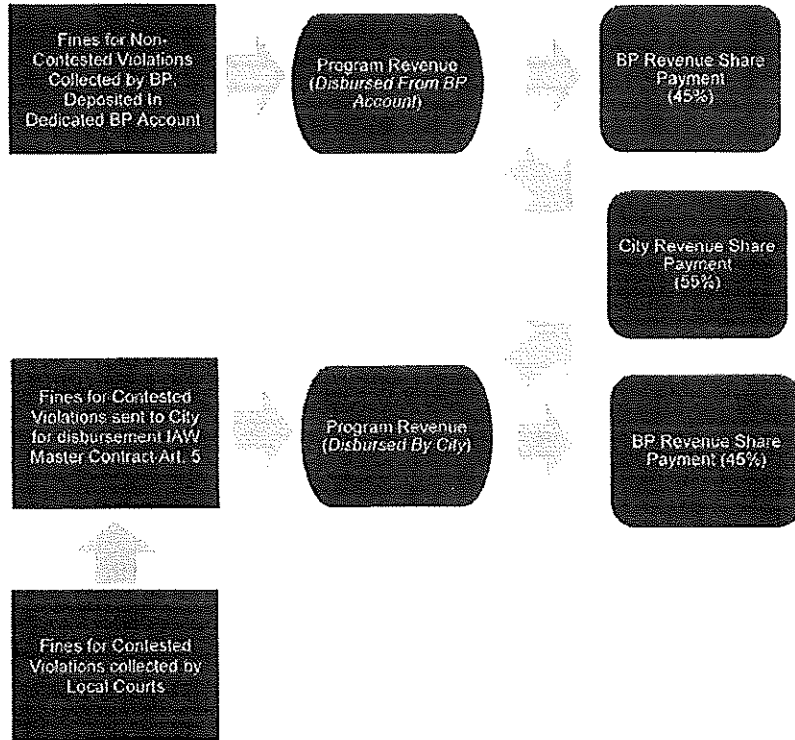 Fines for Non-
Contested Violations
Collected by BP,
Deposited In
Dedicated BP Account
Program Revenue
(Disbursed From BP
Account)
BP Revenue Share
Payment
(45%)
City Revenue Share
Payment
(55%)
Fines for Contested
Violations sent to City
for disbursement IAW
Master Contract Art. 5
Program Revenue
(Disbursed By City)
BP Revenue Share
Payment (45%)
Fines for Contested
Violations collected by
Local Courts